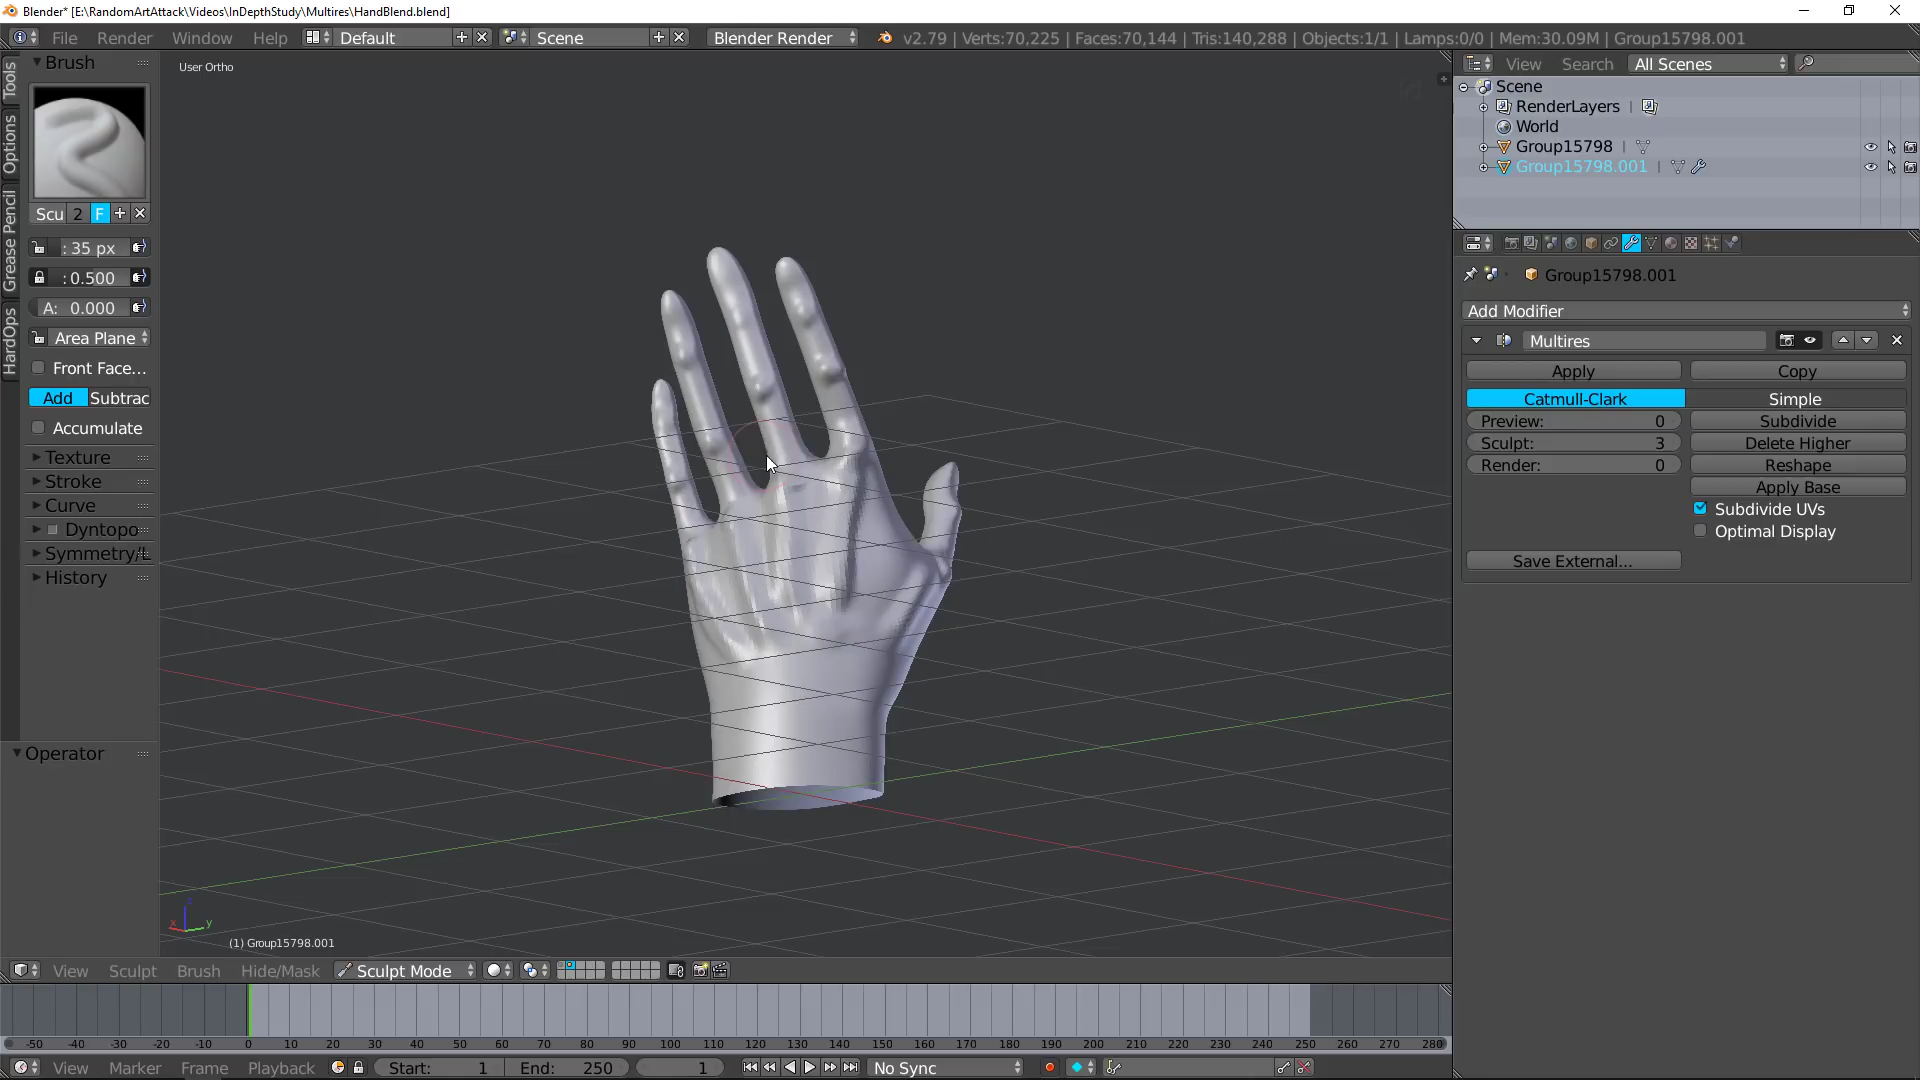 Blender* [E:\RandomArtAttack\Videos\InDepthStudy\Multires\HandBlend.blend]
File Render Window Help Default Scene Blender Render v2.79 | Verts:70,225 | Faces:70,144 | Tris:140,288 | Objects:1/1 | Lamps:0/0 | Mem:30.09M | Group15798.001
Tools
Options
Grease Pencil
HardOps
Brush
Scu 2 F
: 35 px
: 0.500
A: 0.000
Area Plane
Front Face...
Add Subtrac
Accumulate
Texture
Stroke
Curve
Dyntopo
Symmetry/L
History
Operator
User Ortho
z
x y
(1) Group15798.001
View Search All Scenes
Scene
RenderLayers |
World
Group15798 |
Group15798.001 |
Group15798.001
Add Modifier
Multires
Apply Copy
Catmull-Clark Simple
Preview: 0 Subdivide
Sculpt: 3 Delete Higher
Render: 0 Reshape
Apply Base
Subdivide UVs
Optimal Display
Save External...
View Sculpt Brush Hide/Mask Sculpt Mode
-50 -40 -30 -20 -10 0 10 20 30 40 50 60 70 80 90 100 110 120 130 140 150 160 170 180 190 200 210 220 230 240 250 260 270 280
View Marker Frame Playback Start: 1 End: 250 1 No Sync